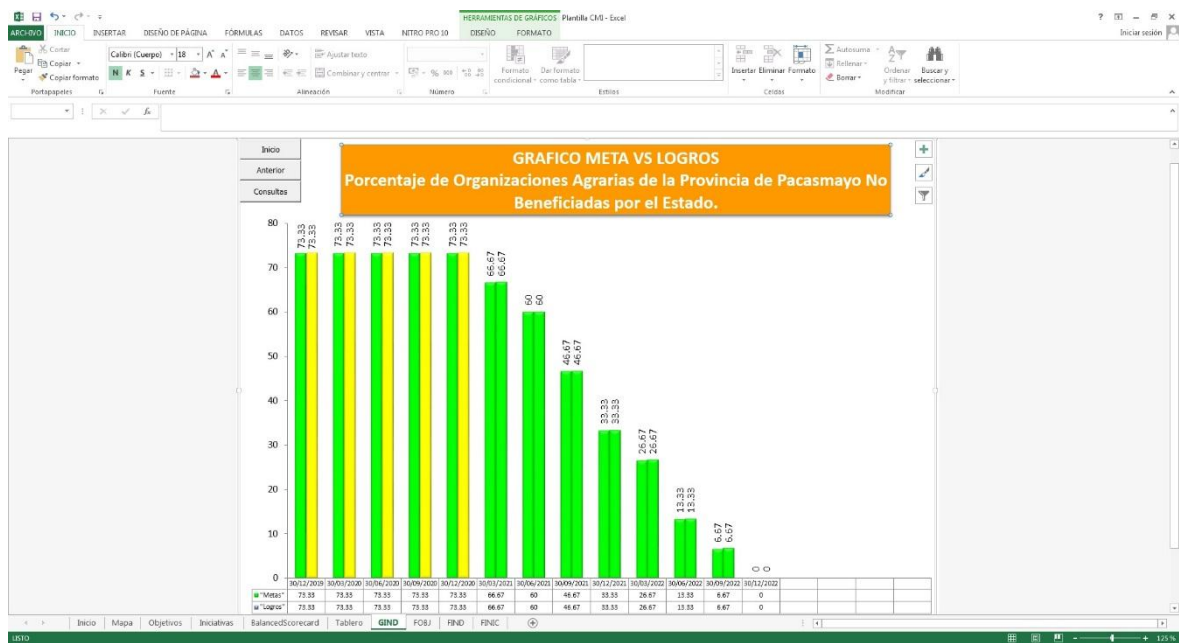 HERRAMIENTAS DE GRÁFICOS Plantilla CMI - Excel
ARCHIVO INICIO INSERTAR DISEÑO DE PÁGINA FÓRMULAS DATOS REVISAR VISTA NITRO PRO 10 DISEÑO FORMATO Iniciar sesión
Cortar
Copiar
Copiar formato
Pegar
Portapapeles
Calibri (Cuerpo) 18
N K S
Fuente
Ajustar texto
Combinar y centrar
Alineación
% 000
Número
Formato condicional
Dar formato como tabla
Estilos
Insertar Eliminar Formato
Celdas
Autosuma
Rellenar
Borrar
Ordenar y filtrar
Buscar y seleccionar
Modificar
fx
Inicio
Anterior
Consultas
GRAFICO META VS LOGROS
Porcentaje de Organizaciones Agrarias de la Provincia de Pacasmayo No
Beneficiadas por el Estado.
80
70
60
50
40
30
20
10
0
73.33 73.33 73.33 73.33 73.33 73.33 73.33 73.33 73.33 73.33 66.67 66.67 60 60 46.67 46.67 33.33 33.33 26.67 26.67 13.33 13.33 6.67 6.67 0 0
30/12/2019 30/03/2020 30/06/2020 30/09/2020 30/12/2020 30/03/2021 30/06/2021 30/09/2021 30/12/2021 30/03/2022 30/06/2022 30/09/2022 30/12/2022
"Metas" 73.33 73.33 73.33 73.33 73.33 66.67 60 46.67 33.33 26.67 13.33 6.67 0
"Logros" 73.33 73.33 73.33 73.33 73.33 66.67 60 46.67 33.33 26.67 13.33 6.67 0
Inicio Mapa Objetivos Iniciativas BalancedScorecard Tablero GIND FOBJ FIND FINIC
LISTO 125%